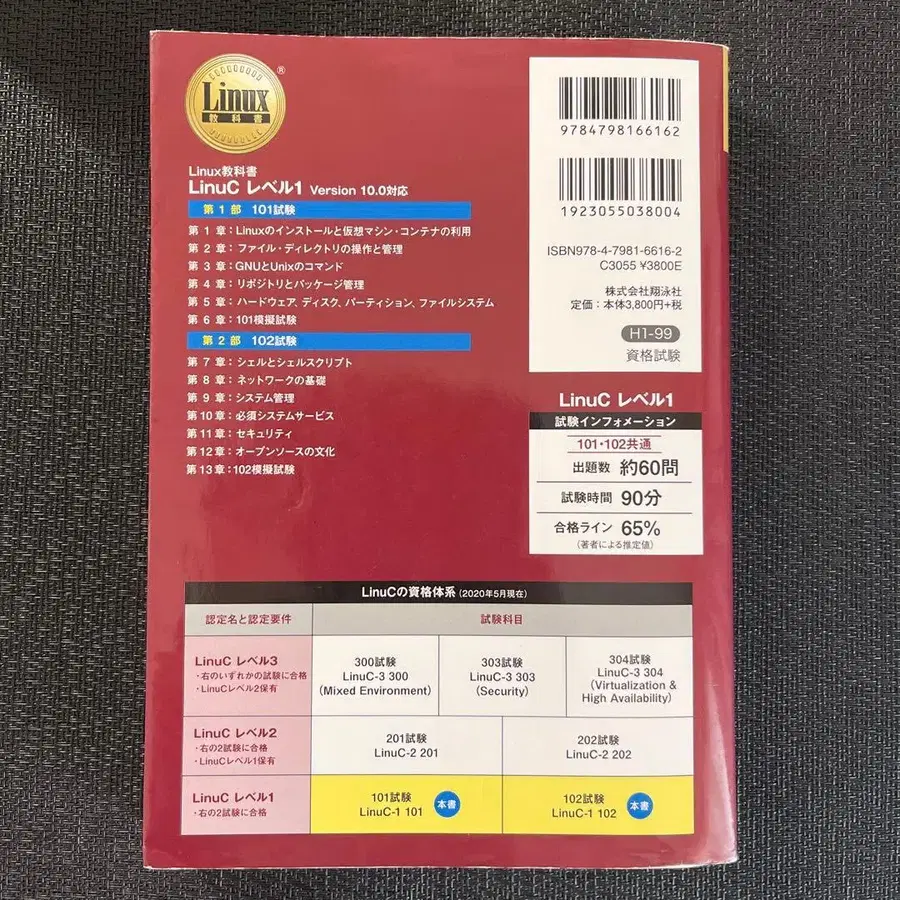 Linux
教科書
®
Linux教科書
LinuC レベル1 Version 10.0対応
第1部 101試験
第1章：Linuxのインストールと仮想マシン・コンテナの利用
第2章：ファイル・ディレクトリの操作と管理
第3章：GNUとUnixのコマンド
第4章：リポジトリとパッケージ管理
第5章：ハードウェア、ディスク、パーティション、ファイルシステム
第6章：101模擬試験
第2部 102試験
第7章：シェルとシェルスクリプト
第8章：ネットワークの基礎
第9章：システム管理
第10章：必須システムサービス
第11章：セキュリティ
第12章：オープンソースの文化
第13章：102模擬試験
9784798166162
1923055038004
ISBN978-4-7981-6616-2
C3055 ¥3800E
株式会社翔泳社
定価：本体3,800円+税
H1-99
資格試験
LinuC レベル1
試験インフォメーション
101・102共通
出題数 約60問
試験時間 90分
合格ライン 65%
（著者による推定値）
LinuCの資格体系（2020年5月現在）
認定名と認定要件 試験科目
LinuC レベル3
・右のいずれかの試験に合格
・LinuCレベル2保有
300試験
LinuC-3 300
（Mixed Environment）
303試験
LinuC-3 303
（Security）
304試験
LinuC-3 304
（Virtualization &
High Availability）
LinuC レベル2
・右の2試験に合格
・LinuCレベル1保有
201試験
LinuC-2 201
202試験
LinuC-2 202
LinuC レベル1
・右の2試験に合格
101試験
LinuC-1 101
本書
102試験
LinuC-1 102
本書